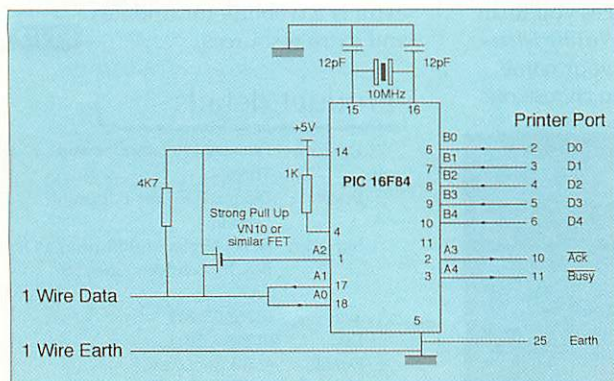 12pF 12pF
10MHz
15 16
Printer Port
+5V
14
PIC 16F84
1K
4K7
B0
6 2 D0
B1
7 3 D1
B2
8 4 D2
B3
9 5 D3
B4
10 6 D4
11
4
Strong Pull Up
VN10 or
similar FET
A2
1
A3
2 10 Ack
A4
3 11 Busy
A1
17
A0
18
1 Wire Data
5
25 Earth
1 Wire Earth